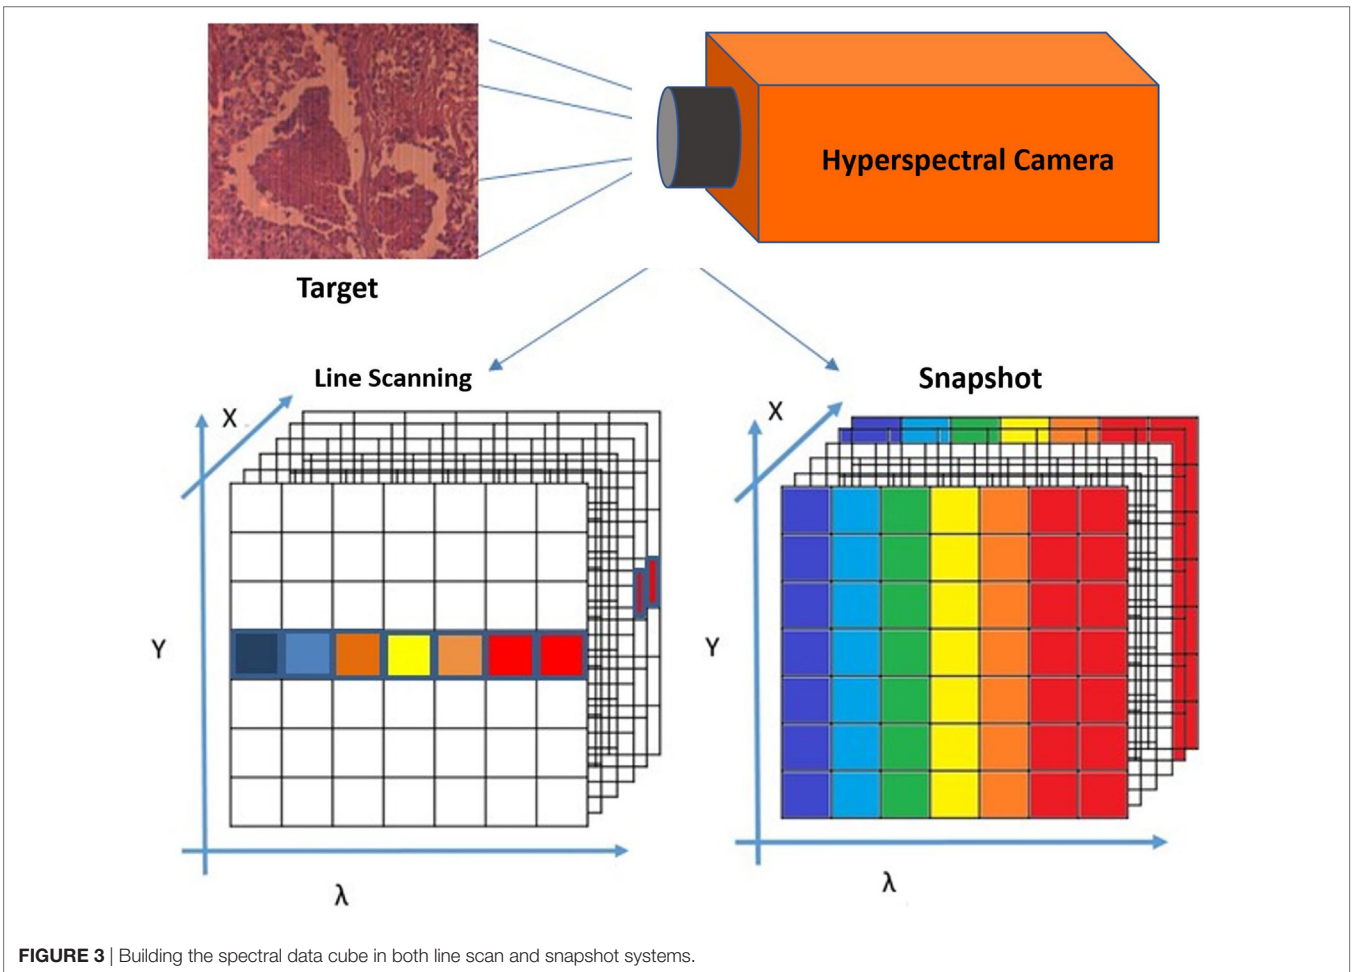 Hyperspectral Camera
Target
Line Scanning
Snapshot
X
Y
λ
X
Y
λ
FIGURE 3 | Building the spectral data cube in both line scan and snapshot systems.